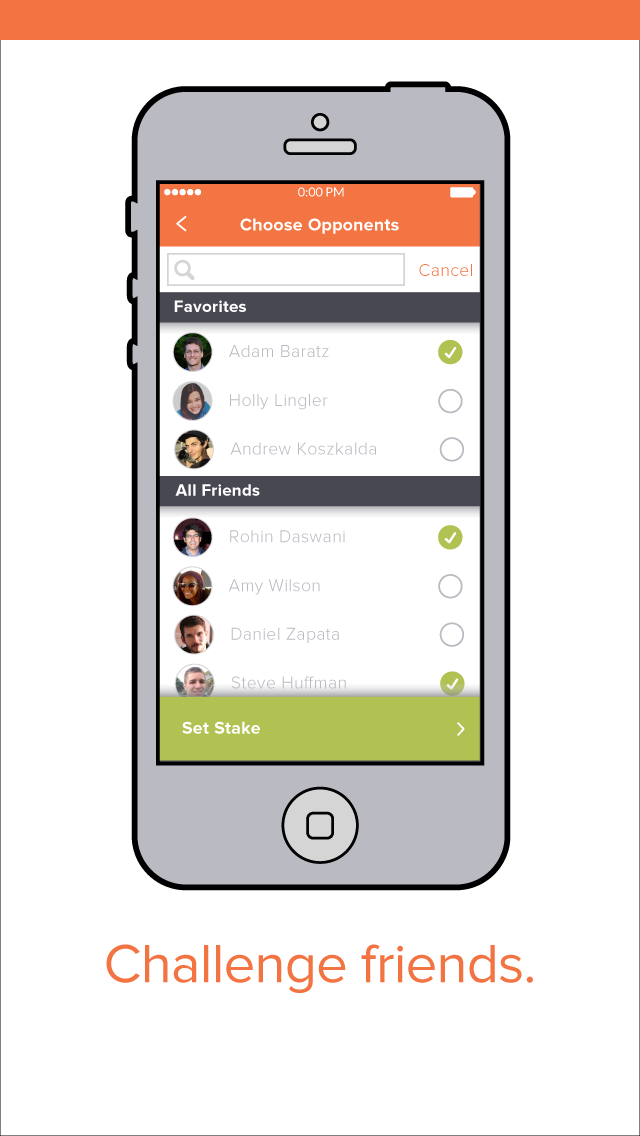 0:00 PM
Choose Opponents
Cancel
Favorites
Adam Baratz
Holly Lingler
Andrew Koszkalda
All Friends
Rohin Daswani
Amy Wilson
Daniel Zapata
Steve Huffman
Set Stake
Challenge friends.